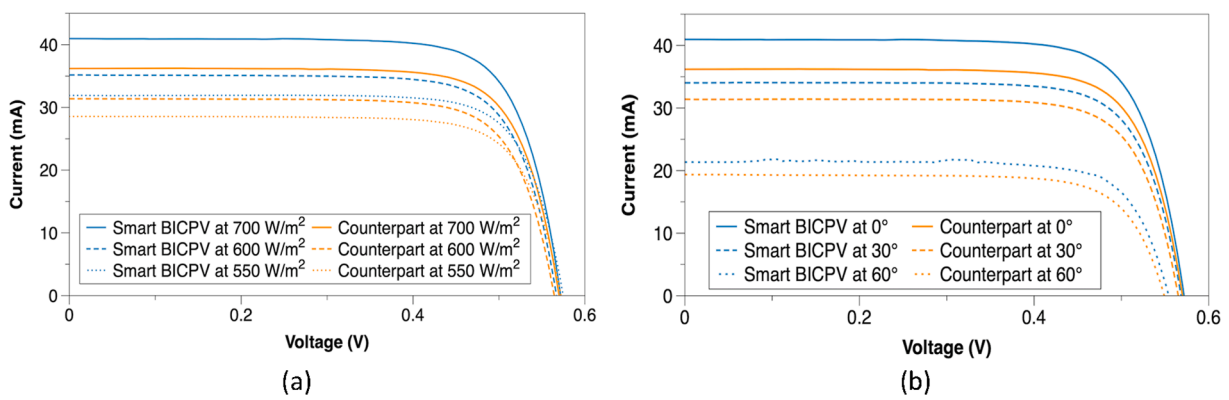 40
30
20
10
0
0
0.2
0.4
0.6
Current (mA)
Voltage (V)
Smart BICPV at 700 W/m² Counterpart at 700 W/m²
Smart BICPV at 600 W/m² Counterpart at 600 W/m²
Smart BICPV at 550 W/m² Counterpart at 550 W/m²
(a)
40
30
20
10
0
0
0.2
0.4
0.6
Current (mA)
Voltage (V)
Smart BICPV at 0° Counterpart at 0°
Smart BICPV at 30° Counterpart at 30°
Smart BICPV at 60° Counterpart at 60°
(b)